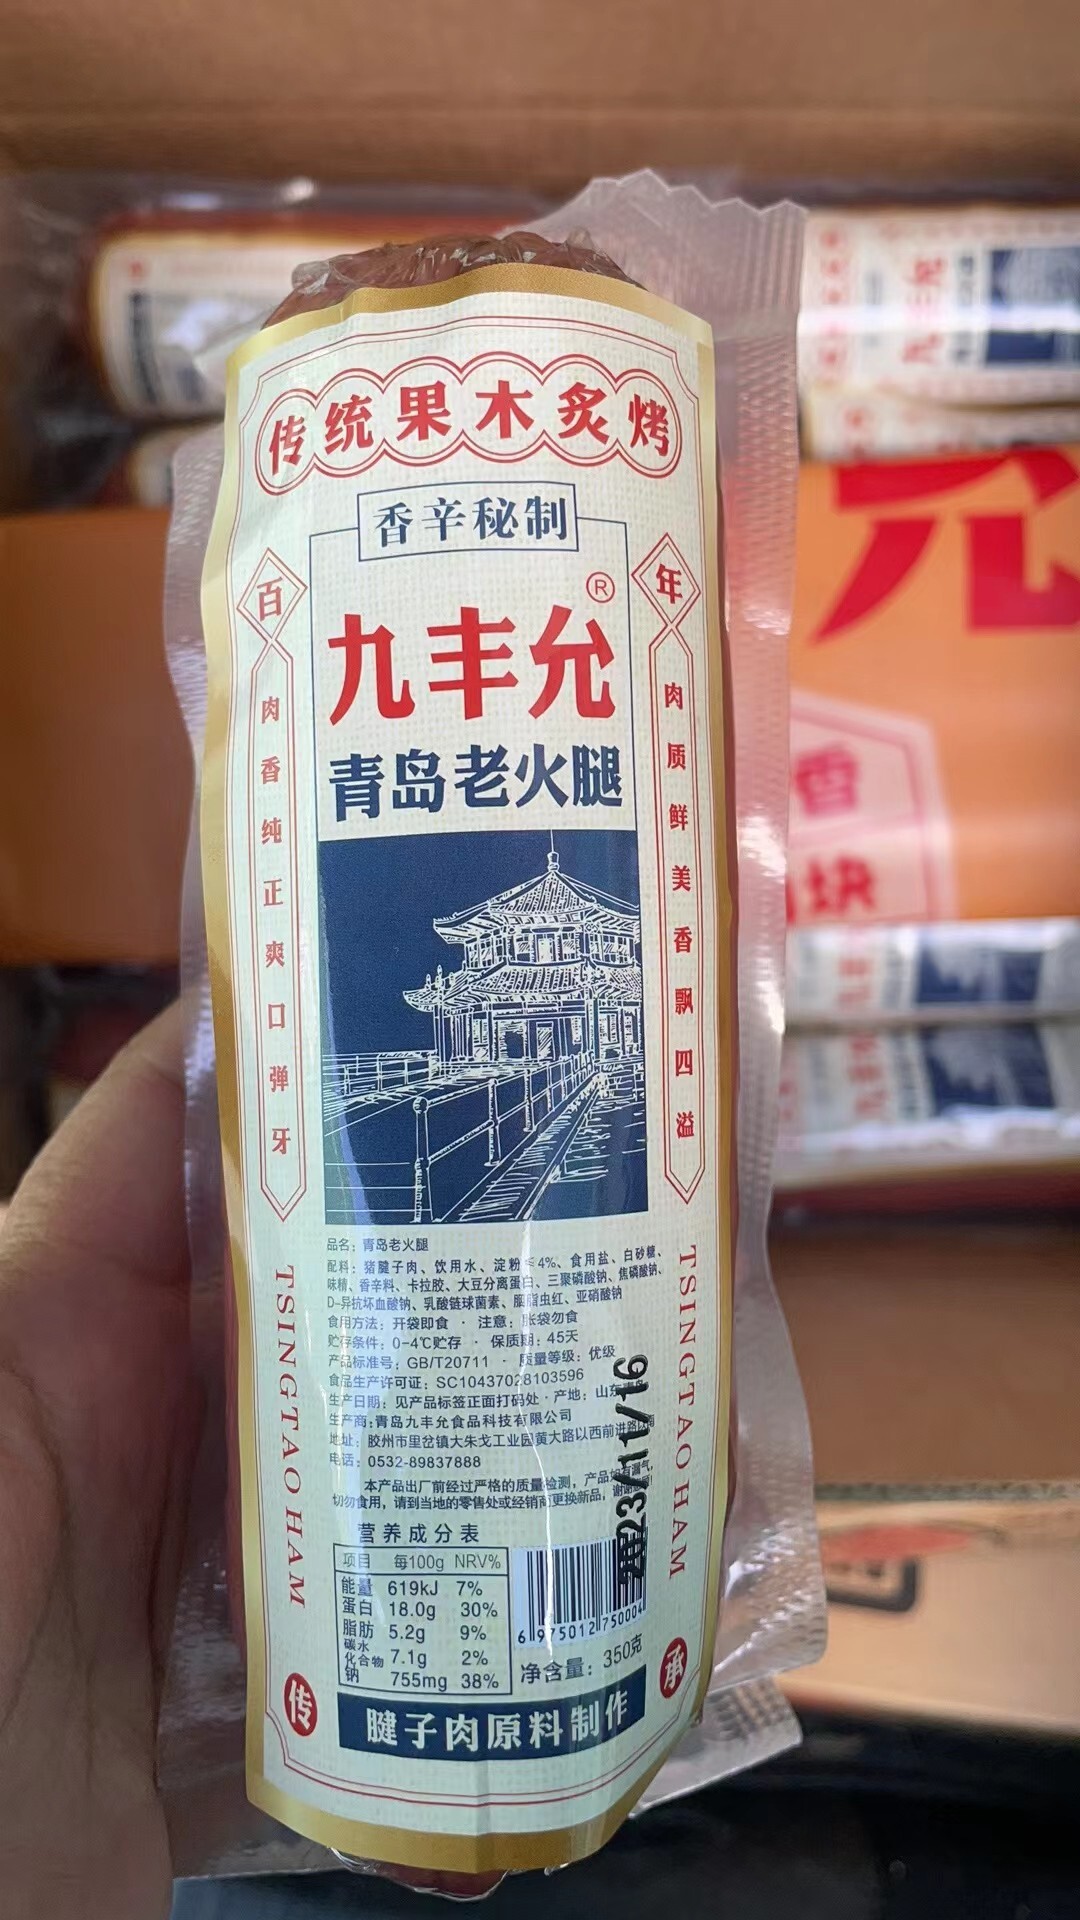 传统果木炙烤
香辛秘制
百
年
九丰允®
青岛老火腿
肉香纯正爽口弹牙
肉质鲜美香飘四溢
品名：青岛老火腿
配料：猪腱子肉、饮用水、淀粉≤4%、食用盐、白砂糖、
味精、香辛料、卡拉胶、大豆分离蛋白、三聚磷酸钠、焦磷酸钠、
D-异抗坏血酸钠、乳酸链球菌素、胭脂虫红、亚硝酸钠
食用方法：开袋即食 · 注意：胀袋勿食
贮存条件：0-4℃贮存 · 保质期：45天
产品标准号：GB/T20711 · 质量等级：优级
食品生产许可证：SC10437028103596
生产日期：见产品标签正面打码处 · 产地：山东青岛
生产商：青岛九丰允食品科技有限公司
地址：胶州市里岔镇大朱戈工业园黄大路以西前进路以南
电话：0532-89837888
本产品出厂前经过严格的质量检测，产品如有漏气，
切勿食用，请到当地的零售处或经销商更换新品，谢谢
2023/11/16
TSINGTAO HAM
TSINGTAO HAM
营养成分表
项目 每100g NRV%
能量 619kJ 7%
蛋白 18.0g 30%
脂肪 5.2g 9%
碳水化合物 7.1g 2%
钠 755mg 38%
6 975012 750004
净含量：350克
传
承
腱子肉原料制作
允
香
块